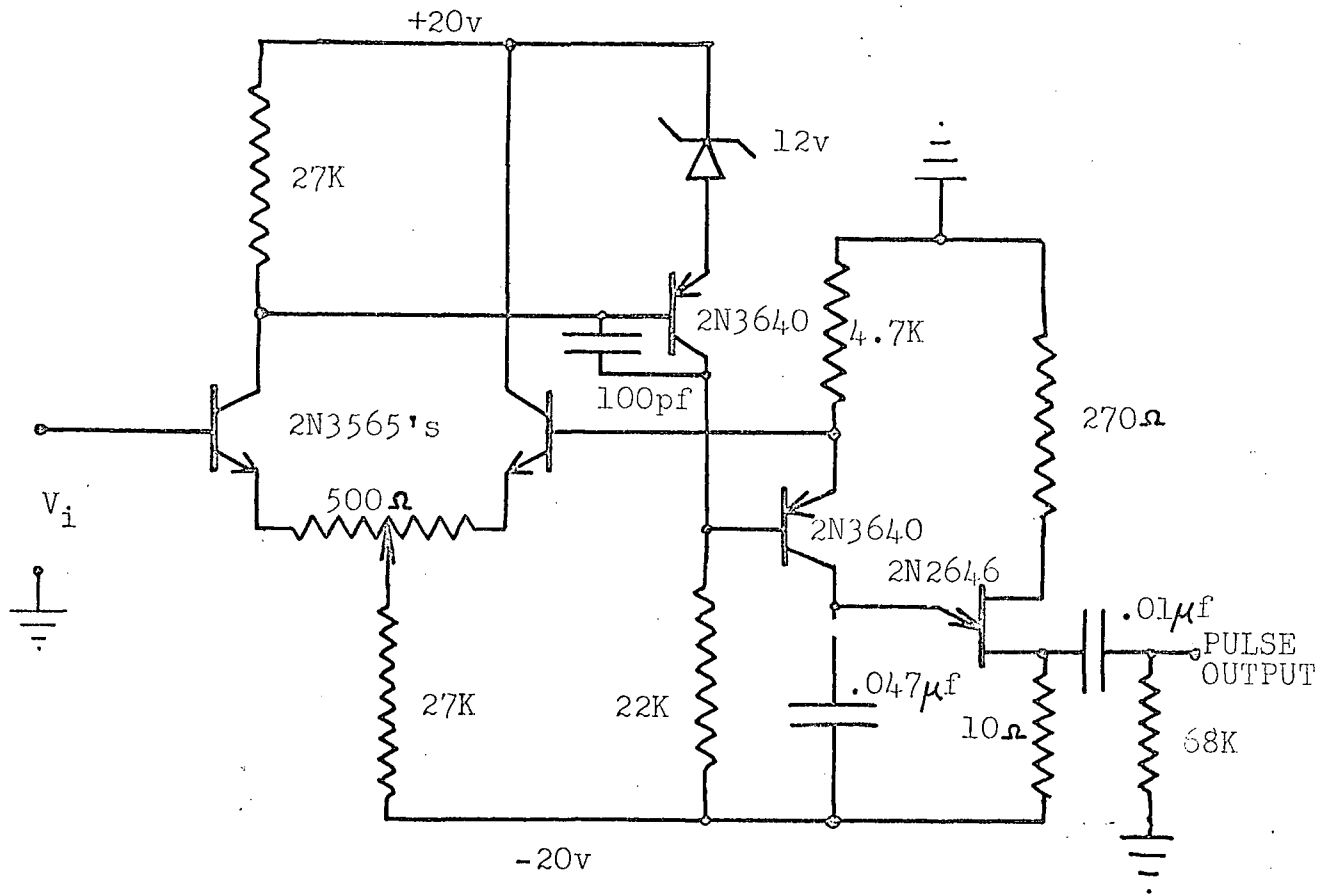 +20v
12v
27K
2N3640
4.7K
100pf
2N3565's
270Ω
Vi
500Ω
2N3640
2N2646
.01μf
PULSE
OUTPUT
27K
22K
.047μf
10Ω
68K
-20v